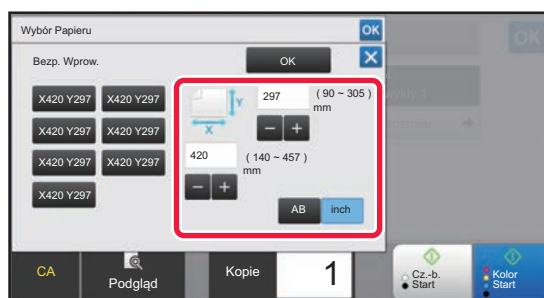 Wybór Papieru
OK
Bezp. Wprow.
OK
X420 Y297 X420 Y297
X420 Y297 X420 Y297
X420 Y297 X420 Y297
X420 Y297
Y
X
297
( 90 ~ 305 )
mm
420
( 140 ~ 457 )
mm
AB
inch
OK
CA
Podgląd
Kopie
1
Cz.-b.
Start
Kolor
Start